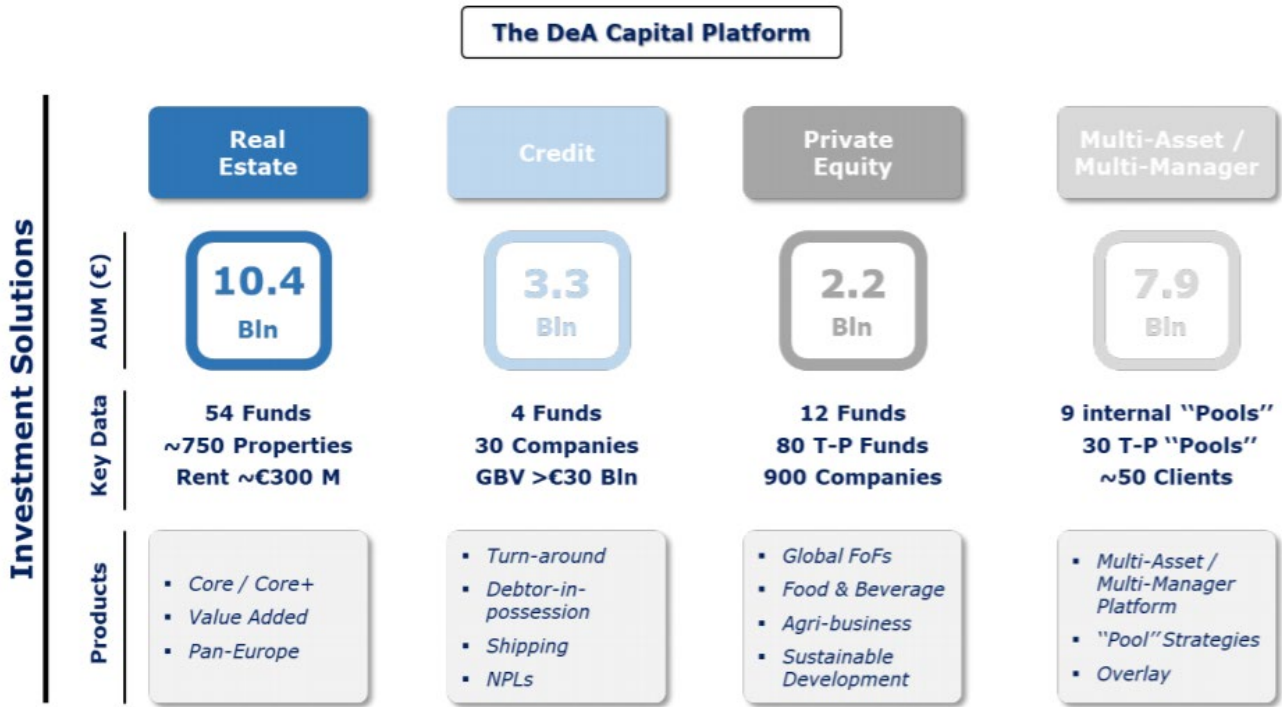 The DeA Capital Platform
Investment Solutions
Real
Estate
Credit
Private
Equity
Multi-Asset /
Multi-Manager
AUM (€)
10.4
Bln
3.3
Bln
2.2
Bln
7.9
Bln
Key Data
54 Funds
~750 Properties
Rent ~€300 M
4 Funds
30 Companies
GBV >€30 Bln
12 Funds
80 T-P Funds
900 Companies
9 internal ‘‘Pools’’
30 T-P ‘‘Pools’’
~50 Clients
Products
▪ Core / Core+
▪ Value Added
▪ Pan-Europe
▪ Turn-around
▪ Debtor-in-
possession
▪ Shipping
▪ NPLs
▪ Global FoFs
▪ Food & Beverage
▪ Agri-business
▪ Sustainable
Development
▪ Multi-Asset /
Multi-Manager
Platform
▪ ‘‘Pool’’ Strategies
▪ Overlay